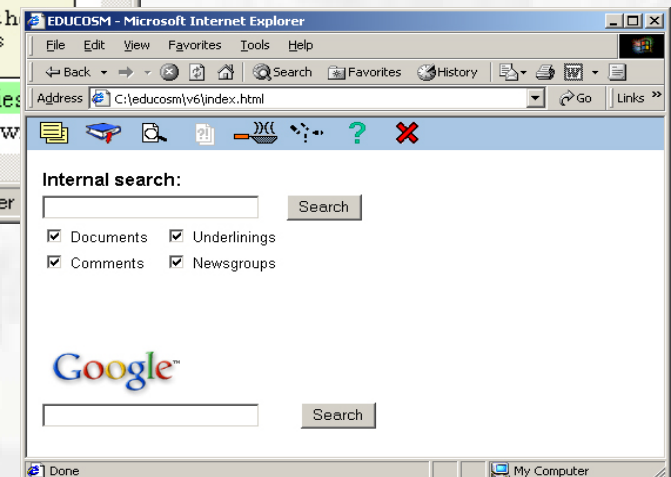 EDUCOSM - Microsoft Internet Explorer
File Edit View Favorites Tools Help
Back Search Favorites History
Address C:\educosm\v6\index.html Go Links »
Internal search:
Search
Documents Underlinings
Comments Newsgroups
Google™
Search
Done My Computer